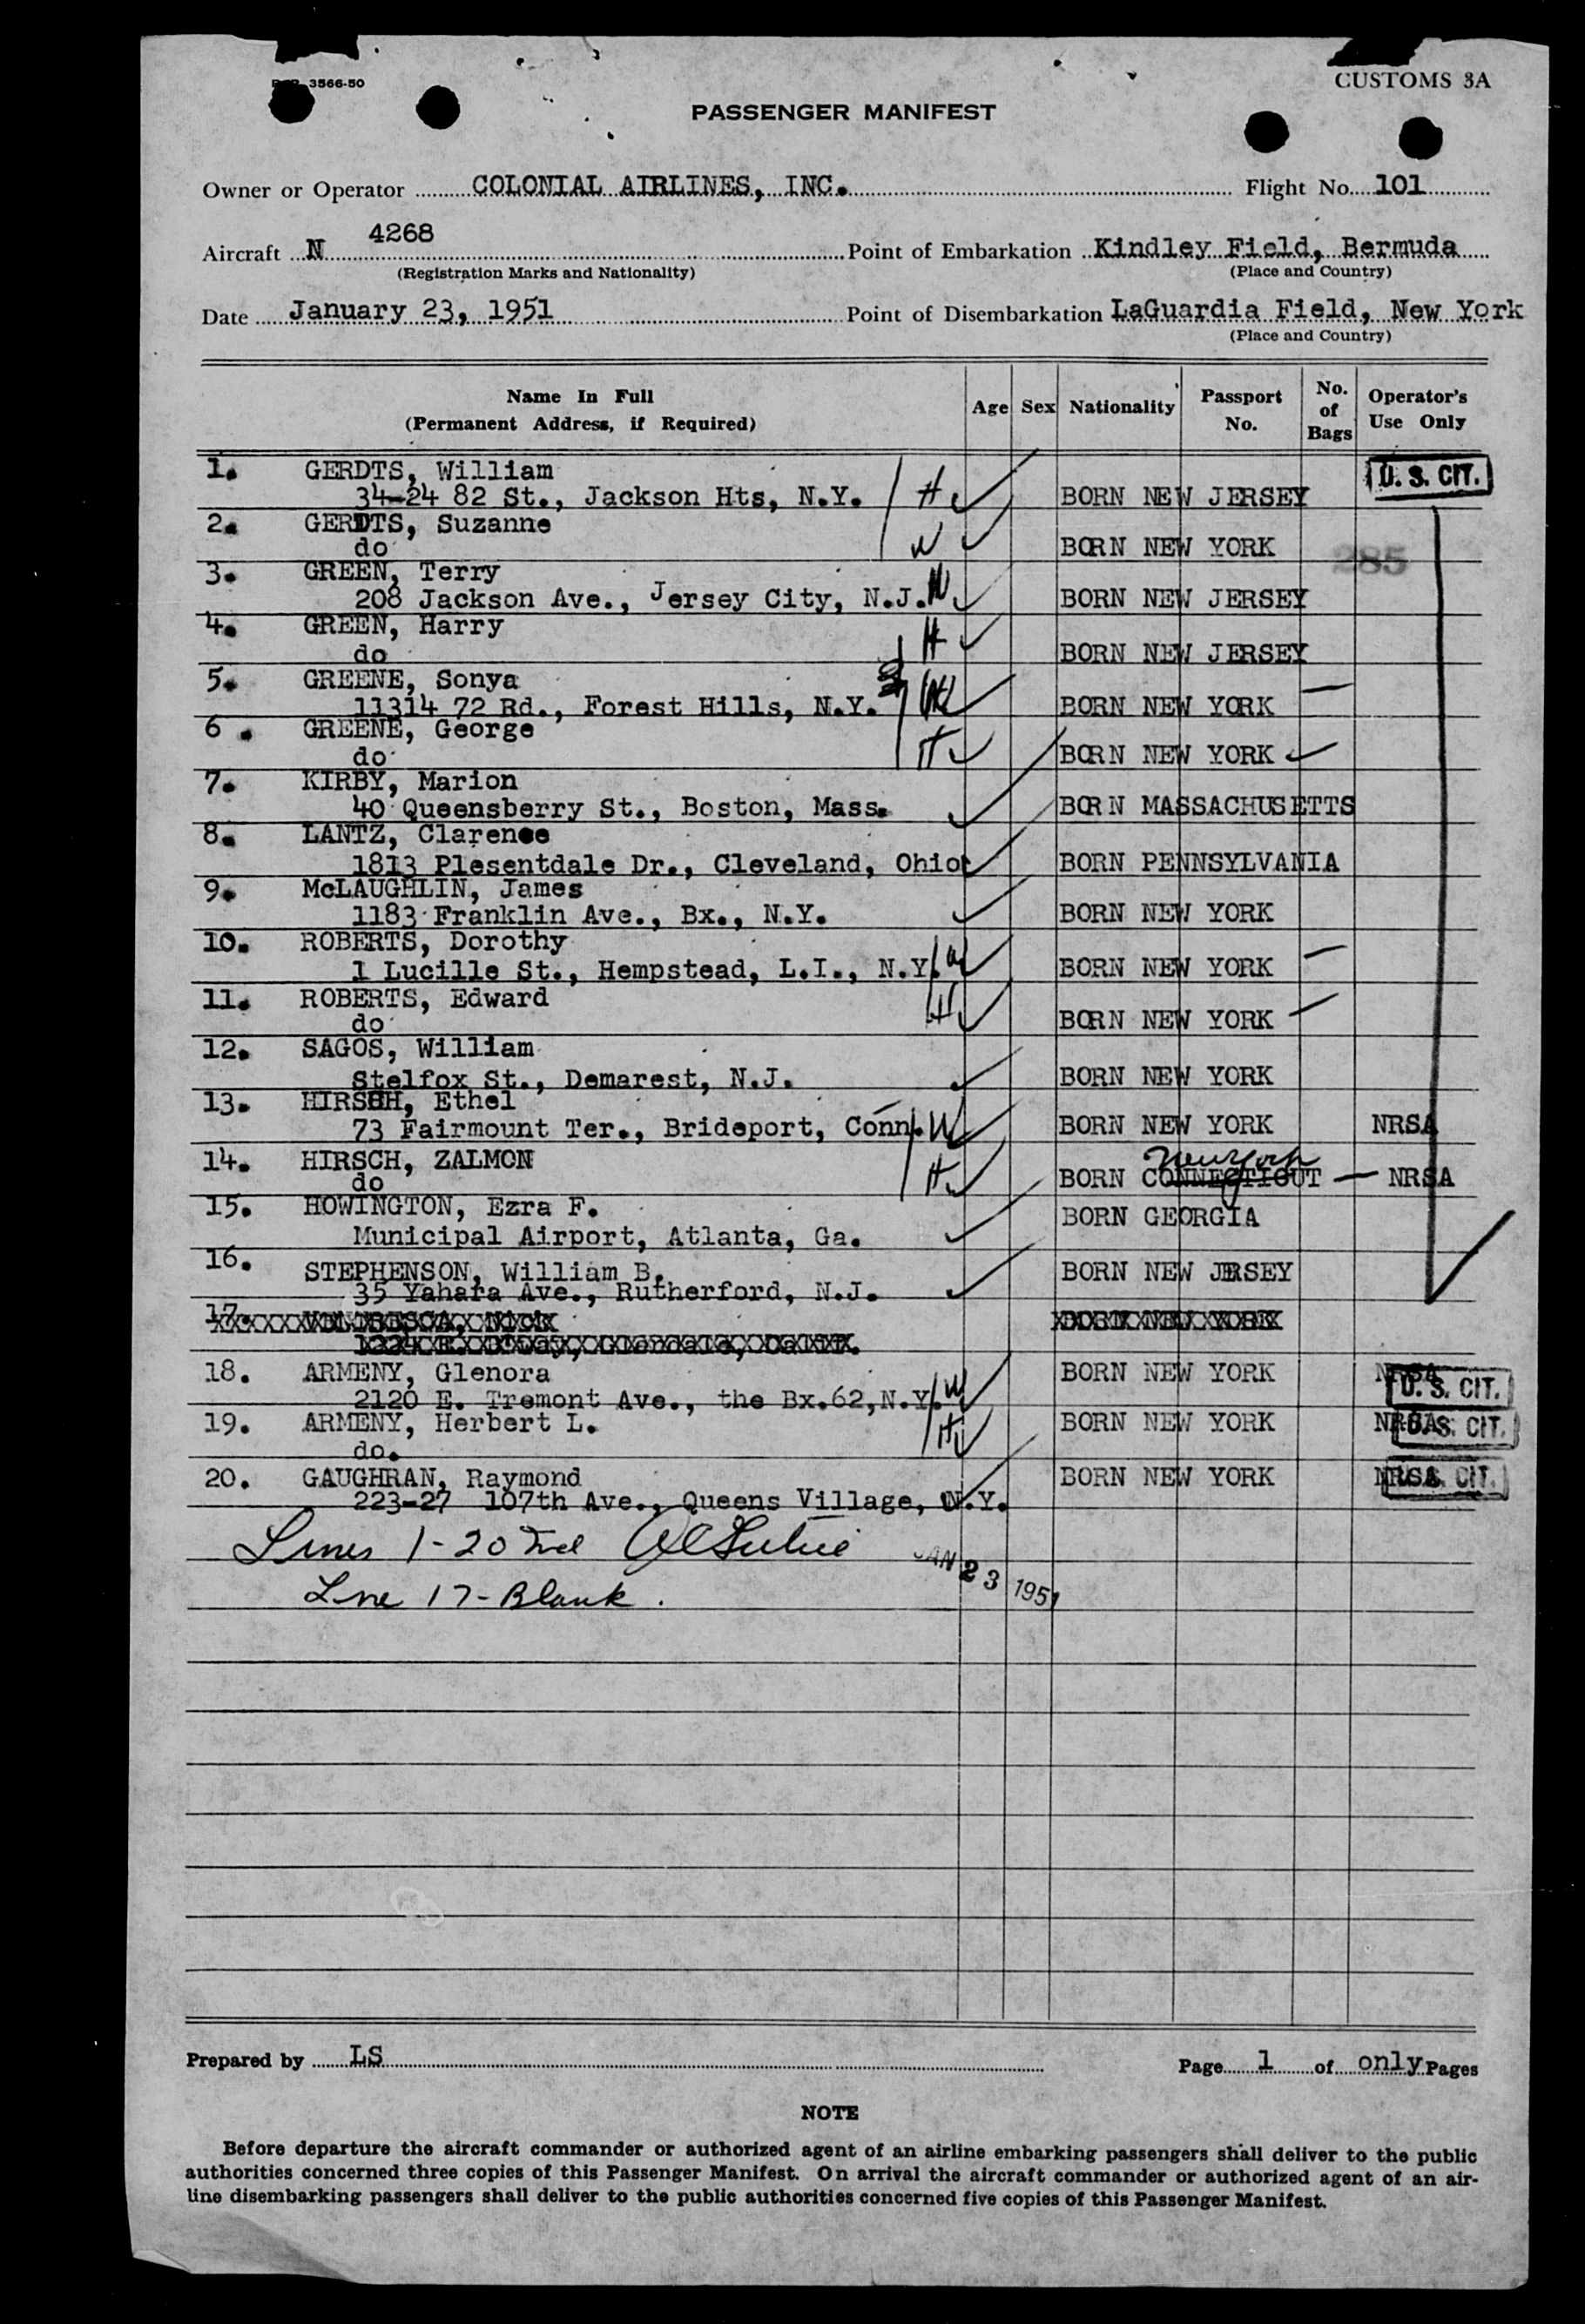 3566-50
CUSTOMS 3A
PASSENGER MANIFEST
Owner or Operator COLONIAL AIRLINES, INC. Flight No. 101
Aircraft N 4268 Point of Embarkation Kindley Field, Bermuda
(Registration Marks and Nationality) (Place and Country)
Date January 23, 1951 Point of Disembarkation LaGuardia Field, New York
(Place and Country)
Name In Full (Permanent Address, if Required) Age Sex Nationality Passport No. No. of Bags Operator's Use Only
1. GERDTS, William U. S. CIT.
34-24 82 St., Jackson Hts, N.Y. H BORN NEW JERSEY
2. GERDTS, Suzanne
do W BORN NEW YORK 285
3. GREEN, Terry
208 Jackson Ave., Jersey City, N.J. W BORN NEW JERSEY
4. GREEN, Harry H
do BORN NEW JERSEY
5. GREENE, Sonya
11314 72 Rd., Forest Hills, N.Y. BORN NEW YORK
6. GREENE, George
do H BORN NEW YORK
7. KIRBY, Marion
40 Queensberry St., Boston, Mass. BORN MASSACHUSETTS
8. LANTZ, Clarence
1813 Plesentdale Dr., Cleveland, Ohio BORN PENNSYLVANIA
9. McLAUGHLIN, James
1183 Franklin Ave., Bx., N.Y. BORN NEW YORK
10. ROBERTS, Dorothy
1 Lucille St., Hempstead, L.I., N.Y. W BORN NEW YORK
11. ROBERTS, Edward H
do BORN NEW YORK
12. SAGOS, William
Stelfox St., Demarest, N.J. BORN NEW YORK
13. HIRSCH, Ethel
73 Fairmount Ter., Brideport, Conn. W BORN NEW YORK NRSA
14. HIRSCH, ZALMON New York
do H BORN CONNECTICUT NRSA
15. HOWINGTON, Ezra F. BORN GEORGIA
Municipal Airport, Atlanta, Ga.
16. STEPHENSON, William B. BORN NEW JERSEY
35 Yahara Ave., Rutherford, N.J.
17. BORN NEW YORK
18. ARMENY, Glenora BORN NEW YORK NRSA U. S. CIT.
2120 E. Tremont Ave., the Bx.62,N.Y. W
19. ARMENY, Herbert L. BORN NEW YORK NRSA U. S. CIT.
do. H
20. GAUGHRAN, Raymond BORN NEW YORK NRSA U. S. CIT.
223-27 107th Ave., Queens Village, N.Y.
Lines 1-20 JAN 23 1951
Line 17-Blank.
Prepared by LS Page 1 of only Pages
NOTE
Before departure the aircraft commander or authorized agent of an airline embarking passengers shall deliver to the public
authorities concerned three copies of this Passenger Manifest. On arrival the aircraft commander or authorized agent of an air-
line disembarking passengers shall deliver to the public authorities concerned five copies of this Passenger Manifest.